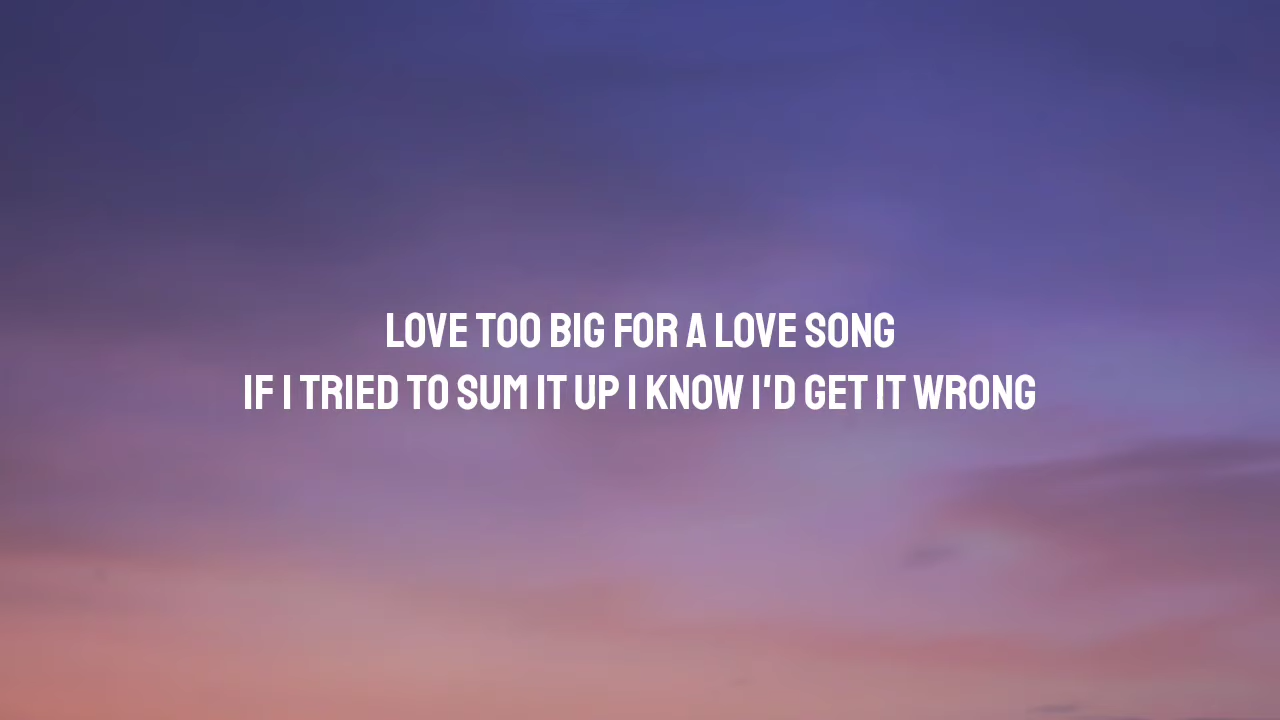 LOVE TOO BIG FOR A LOVE SONG
IF I TRIED TO SUM IT UP I KNOW I'D GET IT WRONG